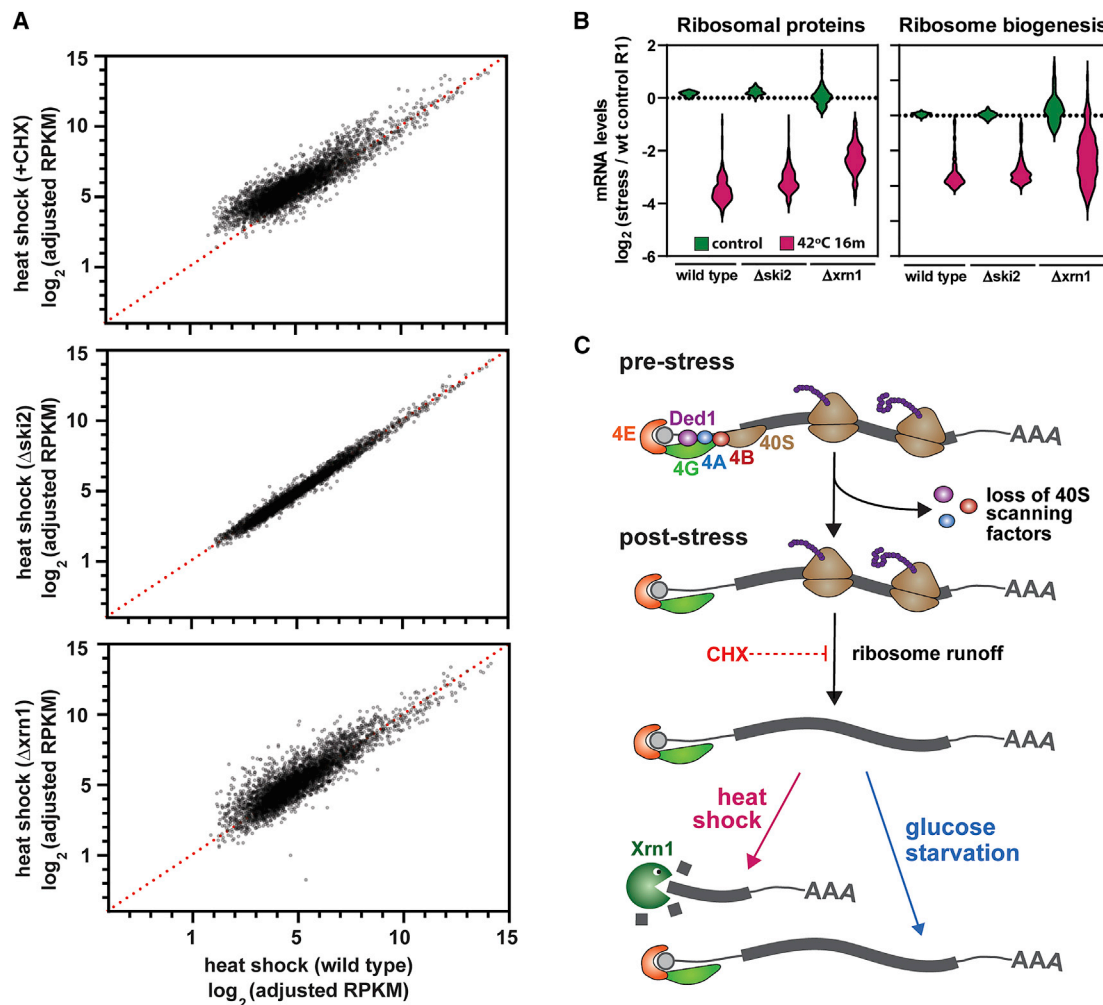 A
15
10
5
1
heat shock (+CHX)
log2(adjusted RPKM)
15
10
5
1
heat shock (Δski2)
log2(adjusted RPKM)
15
10
5
1
heat shock (Δxrn1)
log2(adjusted RPKM)
1 5 10 15
heat shock (wild type)
log2(adjusted RPKM)
B
Ribosomal proteins Ribosome biogenesis
2
0
-2
-4
-6
mRNA levels
log2 (stress / wt control R1)
control 42ºC 16m
wild type Δski2 Δxrn1 wild type Δski2 Δxrn1
C
pre-stress
4E Ded1 40S
4G 4A 4B
AAA
loss of 40S
scanning
factors
post-stress
AAA
CHX ribosome runoff
AAA
heat
shock
glucose
starvation
Xrn1
AAA
AAA